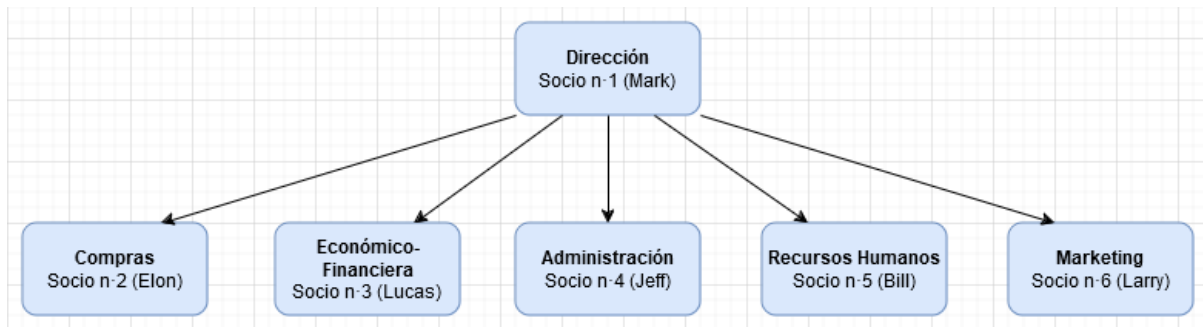 Dirección
Socio n·1 (Mark)
Compras
Socio n·2 (Elon)
Económico-
Financiera
Socio n·3 (Lucas)
Administración
Socio n·4 (Jeff)
Recursos Humanos
Socio n·5 (Bill)
Marketing
Socio n·6 (Larry)